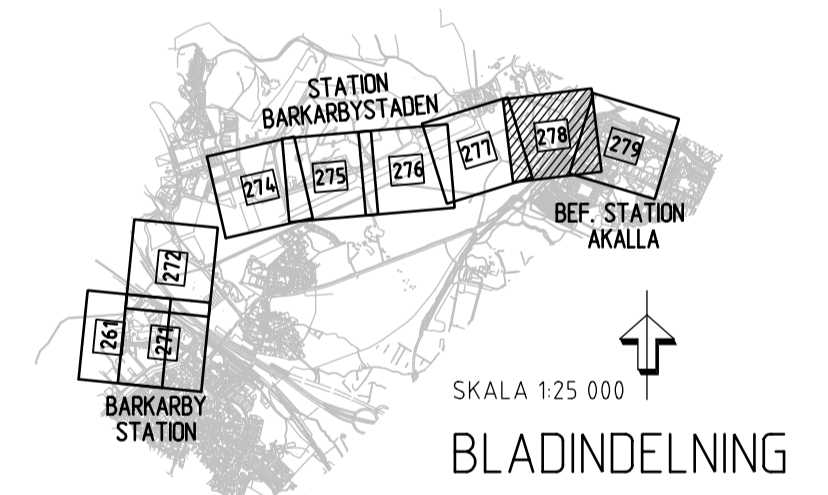 STATION
BARKARBYSTADEN
274
275
276
277
278
279
BEF. STATION
AKALLA
272
261
271
BARKARBY
STATION
SKALA 1:25 000
BLADINDELNING